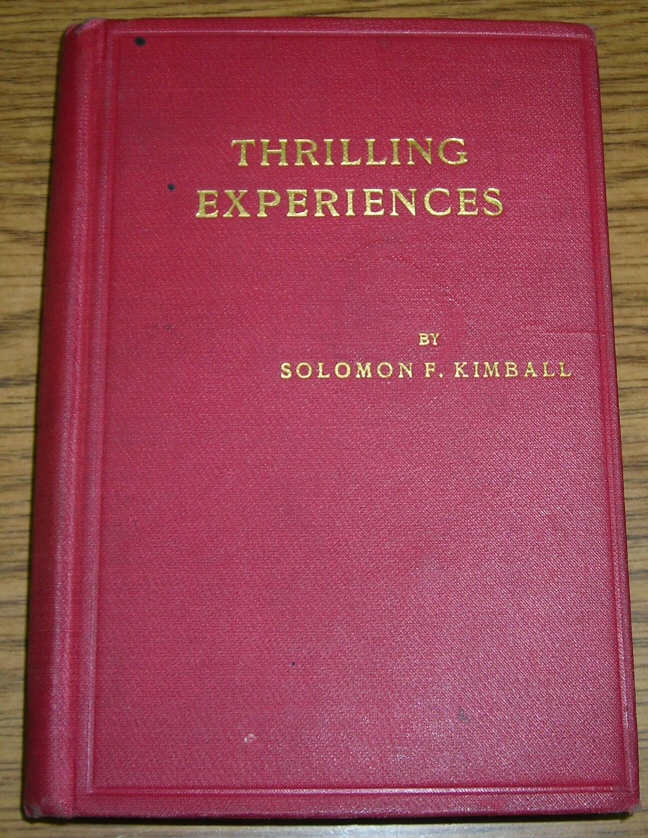 THRILLING
EXPERIENCES
BY
SOLOMON F. KIMBALL